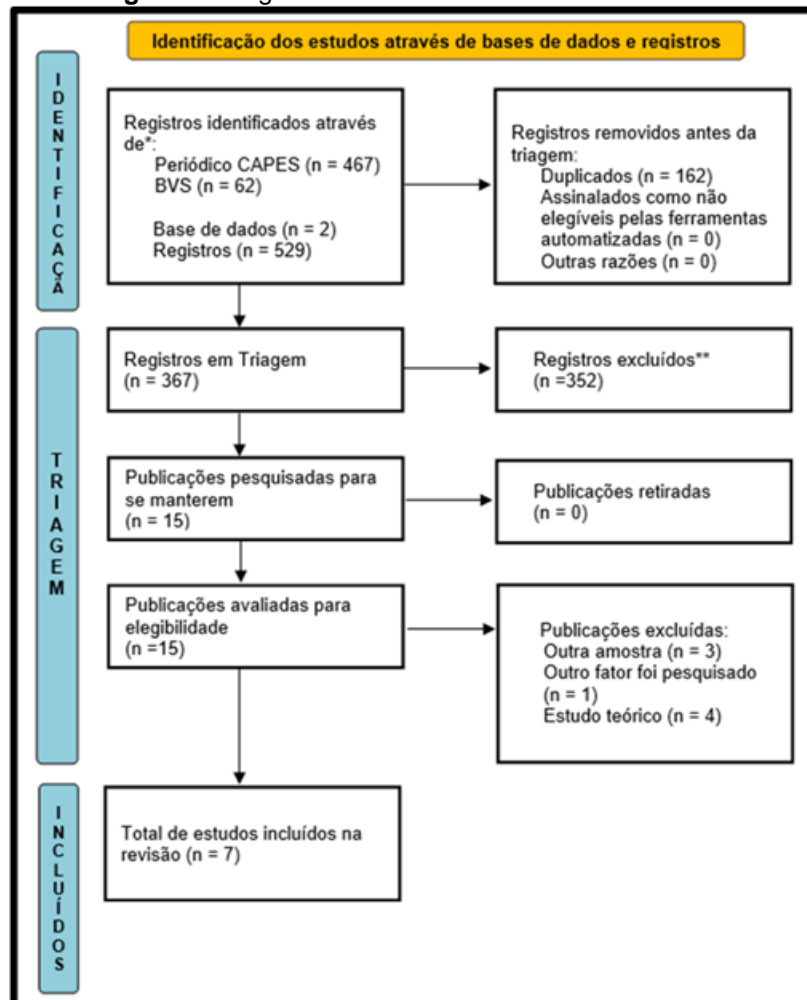 Identificação dos estudos através de bases de dados e registros
IDENTIFICAÇÃ
Registros identificados através
de*:
Periódico CAPES (n = 467)
BVS (n = 62)
Base de dados (n = 2)
Registros (n = 529)
Registros removidos antes da
triagem:
Duplicados (n = 162)
Assinalados como não
elegíveis pelas ferramentas
automatizadas (n = 0)
Outras razões (n = 0)
TRIAGEM
Registros em Triagem
(n = 367)
Registros excluídos**
(n =352)
Publicações pesquisadas para
se manterem
(n = 15)
Publicações retiradas
(n = 0)
Publicações avaliadas para
elegibilidade
(n =15)
Publicações excluídas:
Outra amostra (n = 3)
Outro fator foi pesquisado
(n = 1)
Estudo teórico (n = 4)
INCLUÍDOS
Total de estudos incluídos na
revisão (n = 7)